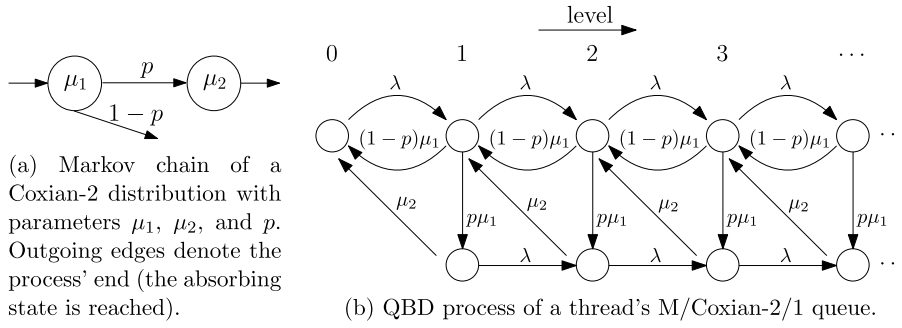 level
0 1 2 3 ···
μ₁ p μ₂
1 − p
λ λ λ λ
(1−p)μ₁ (1−p)μ₁ (1−p)μ₁ (1−p)μ₁ ··
μ₂ pμ₁ μ₂ pμ₁ μ₂ pμ₁ μ₂ pμ₁
λ λ λ ··
(a) Markov chain of a
Coxian-2 distribution with
parameters μ₁, μ₂, and p.
Outgoing edges denote the
process' end (the absorbing
state is reached).
(b) QBD process of a thread's M/Coxian-2/1 queue.